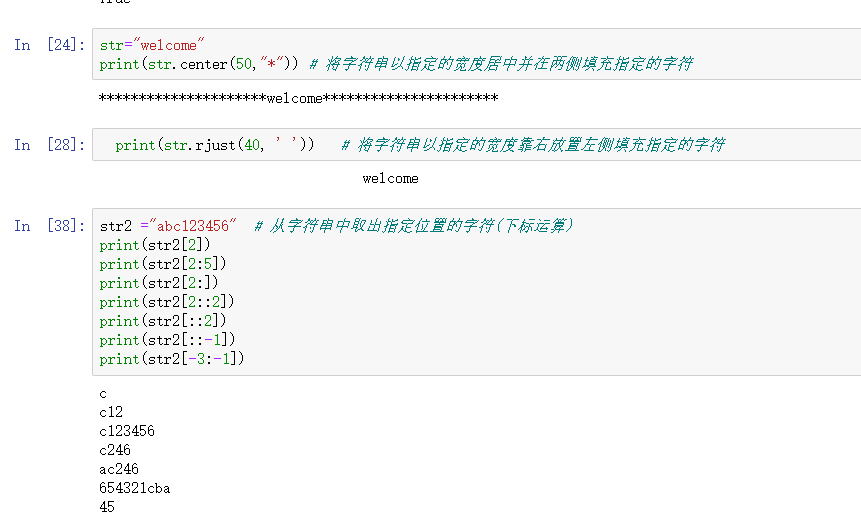 True
In [24]:
str="welcome"
print(str.center(50,"*")) # 将字符串以指定的宽度居中并在两侧填充指定的字符
*********************welcome**********************
In [28]:
print(str.rjust(40, ' ')) # 将字符串以指定的宽度靠右放置左侧填充指定的字符
welcome
In [38]:
str2 ="abc123456" # 从字符串中取出指定位置的字符(下标运算)
print(str2[2])
print(str2[2:5])
print(str2[2:])
print(str2[2::2])
print(str2[::2])
print(str2[::-1])
print(str2[-3:-1])
c
c12
c123456
c246
ac246
654321cba
45